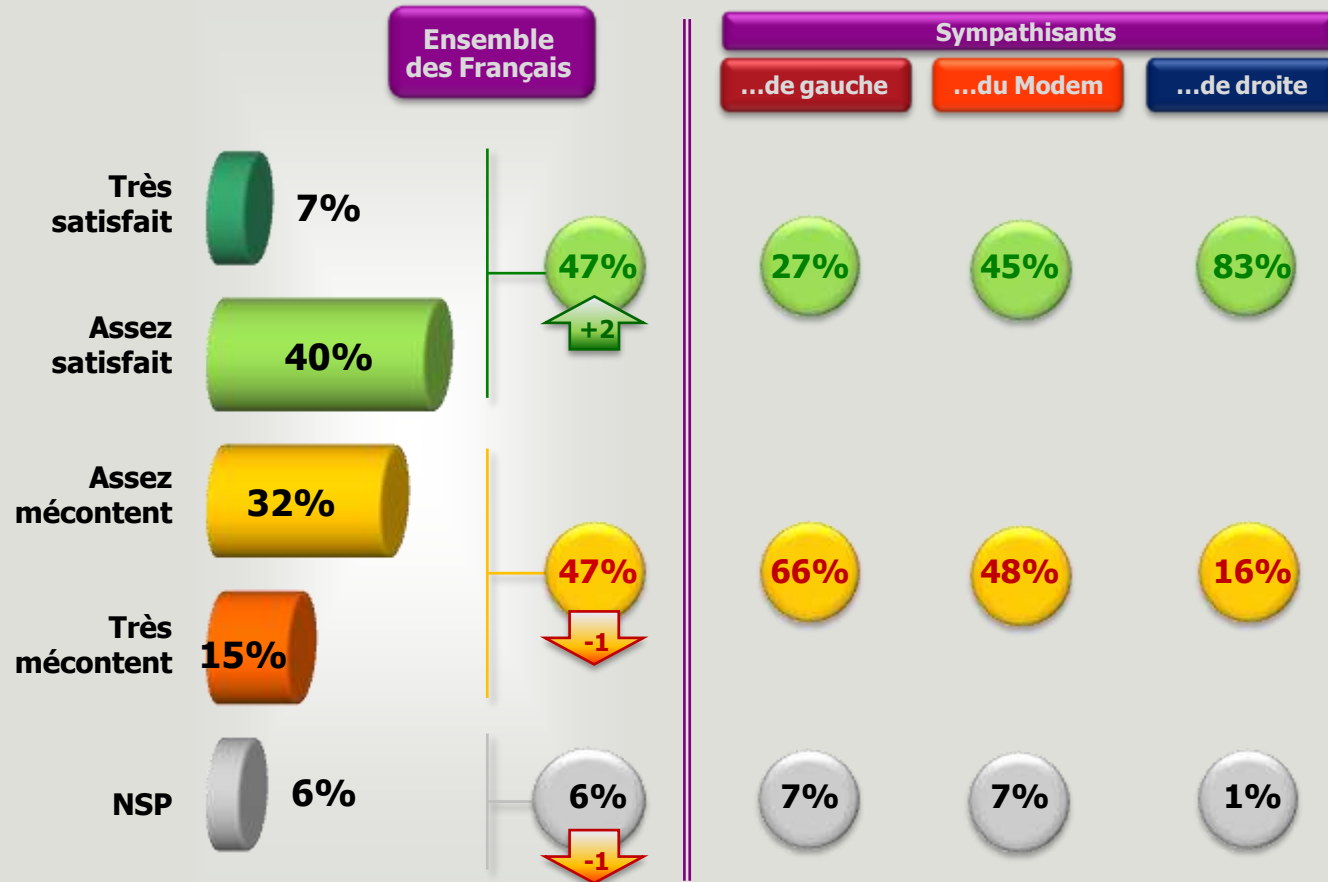 Ensemble
des Français
Sympathisants
...de gauche
...du Modem
...de droite
Très
satisfait
7%
47%
+2
27%
45%
83%
Assez
satisfait
40%
Assez
mécontent
32%
47%
-1
66%
48%
16%
Très
mécontent
15%
NSP
6%
6%
-1
7%
7%
1%